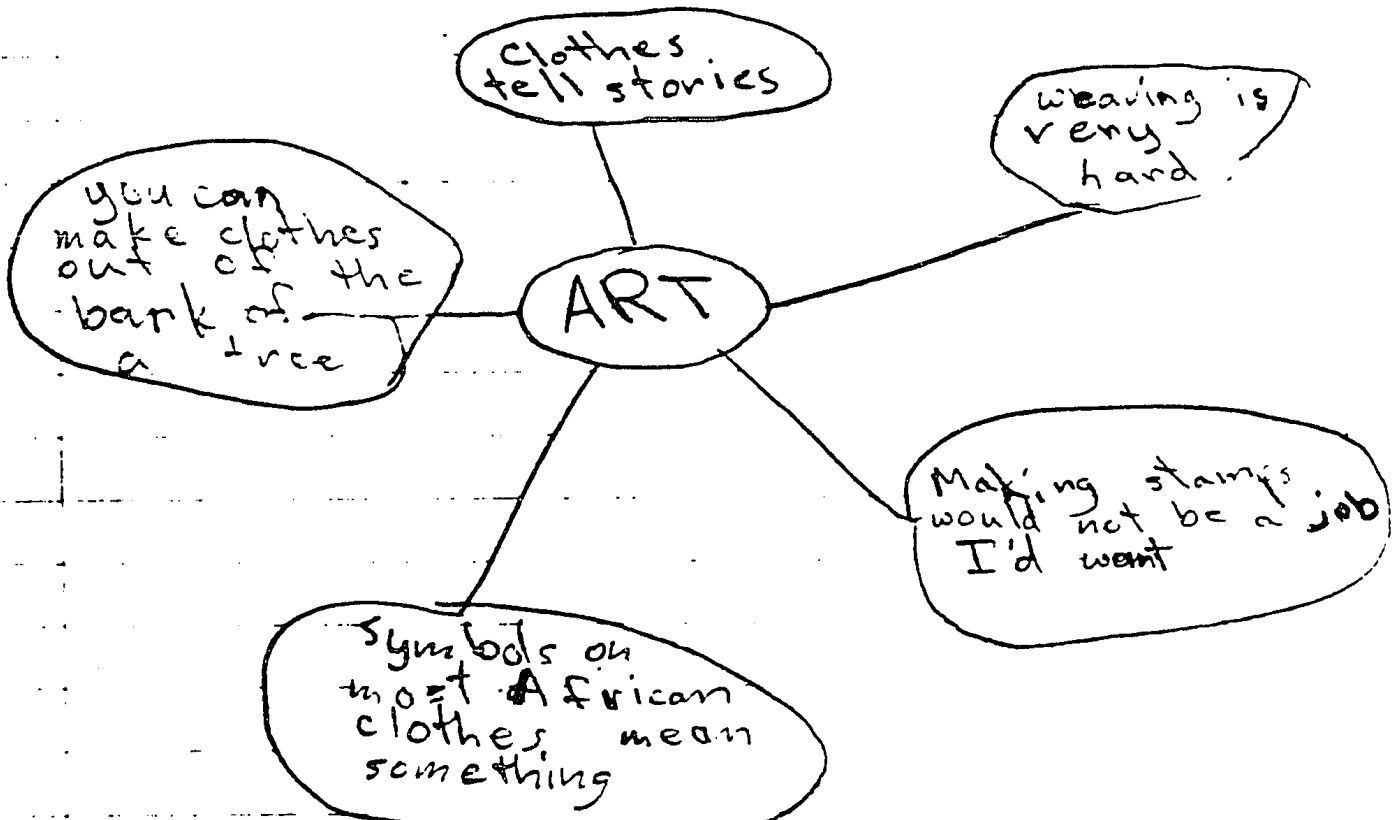 clothes
tell stories
weaving is
very
hard.
you can
make clothes
out of the
bark of
a tree
ART
Making stamps
would not be a job
I'd want
Symbols on
most African
clothes mean
something